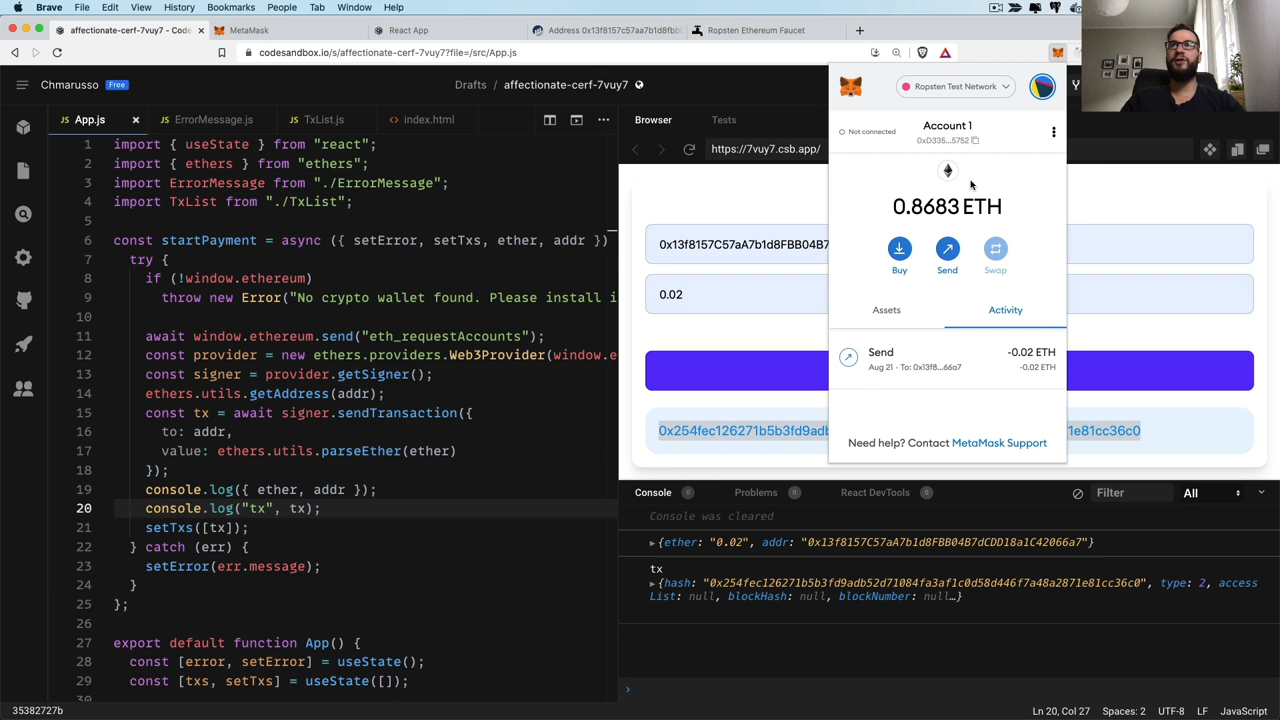 Brave File Edit View History Bookmarks People Tab Window Help
affectionate-cerf-7vuy7 - Code
MetaMask
React App
Address 0x13f8157c57aa7b1d8fbb
Ropsten Ethereum Faucet
codesandbox.io/s/affectionate-cerf-7vuy7?file=/src/App.js
Chmarusso Free
Drafts / affectionate-cerf-7vuy7
App.js
ErrorMessage.js
TxList.js
index.html
1 import { useState } from "react";
2 import { ethers } from "ethers";
3 import ErrorMessage from "./ErrorMessage";
4 import TxList from "./TxList";
5
6 const startPayment = async ({ setError, setTxs, ether, addr })
7 try {
8 if (!window.ethereum)
9 throw new Error("No crypto wallet found. Please install i
10
11 await window.ethereum.send("eth_requestAccounts");
12 const provider = new ethers.providers.Web3Provider(window.e
13 const signer = provider.getSigner();
14 ethers.utils.getAddress(addr);
15 const tx = await signer.sendTransaction({
16 to: addr,
17 value: ethers.utils.parseEther(ether)
18 });
19 console.log({ ether, addr });
20 console.log("tx", tx);
21 setTxs([tx]);
22 } catch (err) {
23 setError(err.message);
24 }
25 };
26
27 export default function App() {
28 const [error, setError] = useState();
29 const [txs, setTxs] = useState([]);
30
35382727b
Browser
Tests
https://7vuy7.csb.app/
0x13f8157C57aA7b1d8FBB04B7
0.02
0x254fec126271b5b3fd9adb
1e81cc36c0
Ropsten Test Network
Not connected
Account 1
0xD335...5752
0.8683 ETH
Buy
Send
Swap
Assets
Activity
Send
-0.02 ETH
Aug 21 · To: 0x13f8...66a7
-0.02 ETH
Need help? Contact MetaMask Support
Console 0
Problems 0
React DevTools 0
Filter
All
Console was cleared
{ether: "0.02", addr: "0x13f8157C57aA7b1d8FBB04B7dCDD18a1C42066a7"}
tx
{hash: "0x254fec126271b5b3fd9adb52d71084fa3af1c0d58d446f7a48a2871e81cc36c0", type: 2, access
List: null, blockHash: null, blockNumber: null…}
Ln 20, Col 27 Spaces: 2 UTF-8 LF JavaScript